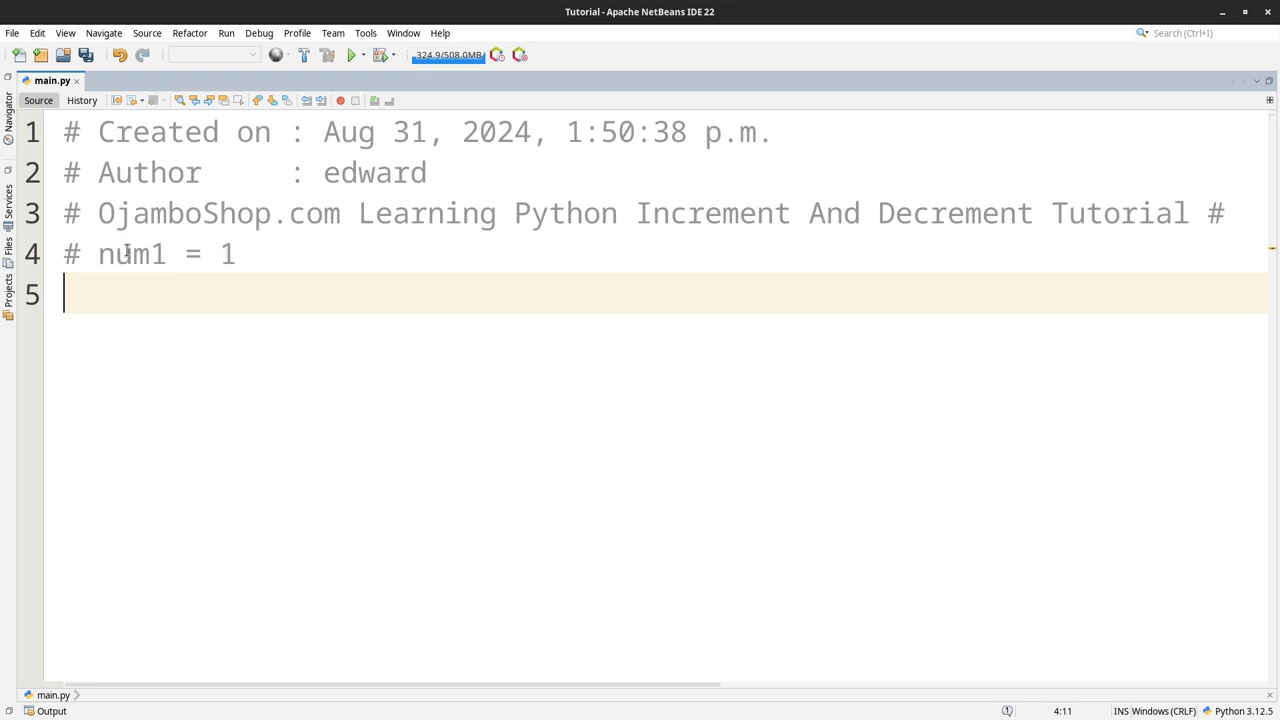 Tutorial - Apache NetBeans IDE 22
File Edit View Navigate Source Refactor Run Debug Profile Team Tools Window Help
Search (Ctrl+I)
324.9/508.0MB
main.py
Source History
Navigator
Services
Files
Projects
1 # Created on : Aug 31, 2024, 1:50:38 p.m.
2 # Author     : edward
3 # OjamboShop.com Learning Python Increment And Decrement Tutorial #
4 # num1 = 1
5
main.py
Output
4:11 INS Windows (CRLF) Python 3.12.5